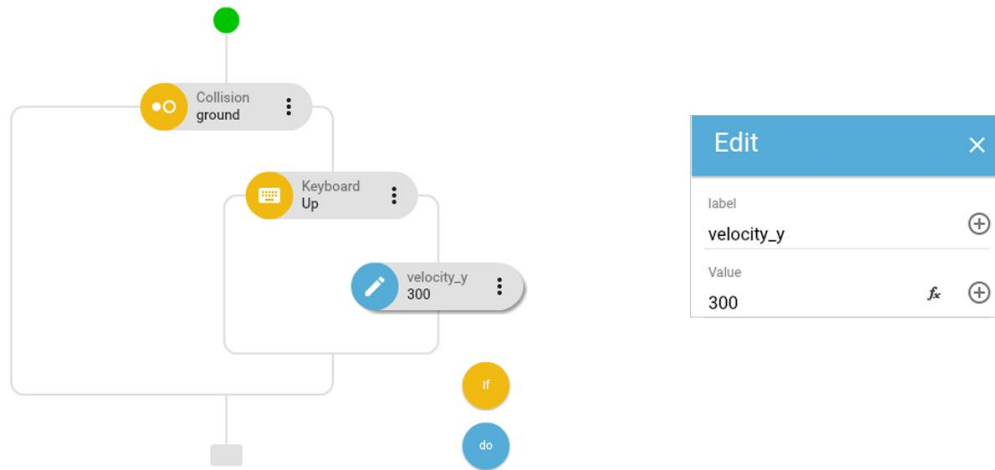 Collision
ground
Keyboard
Up
velocity_y
300
If
do
Edit
label
velocity_y
Value
300
fx